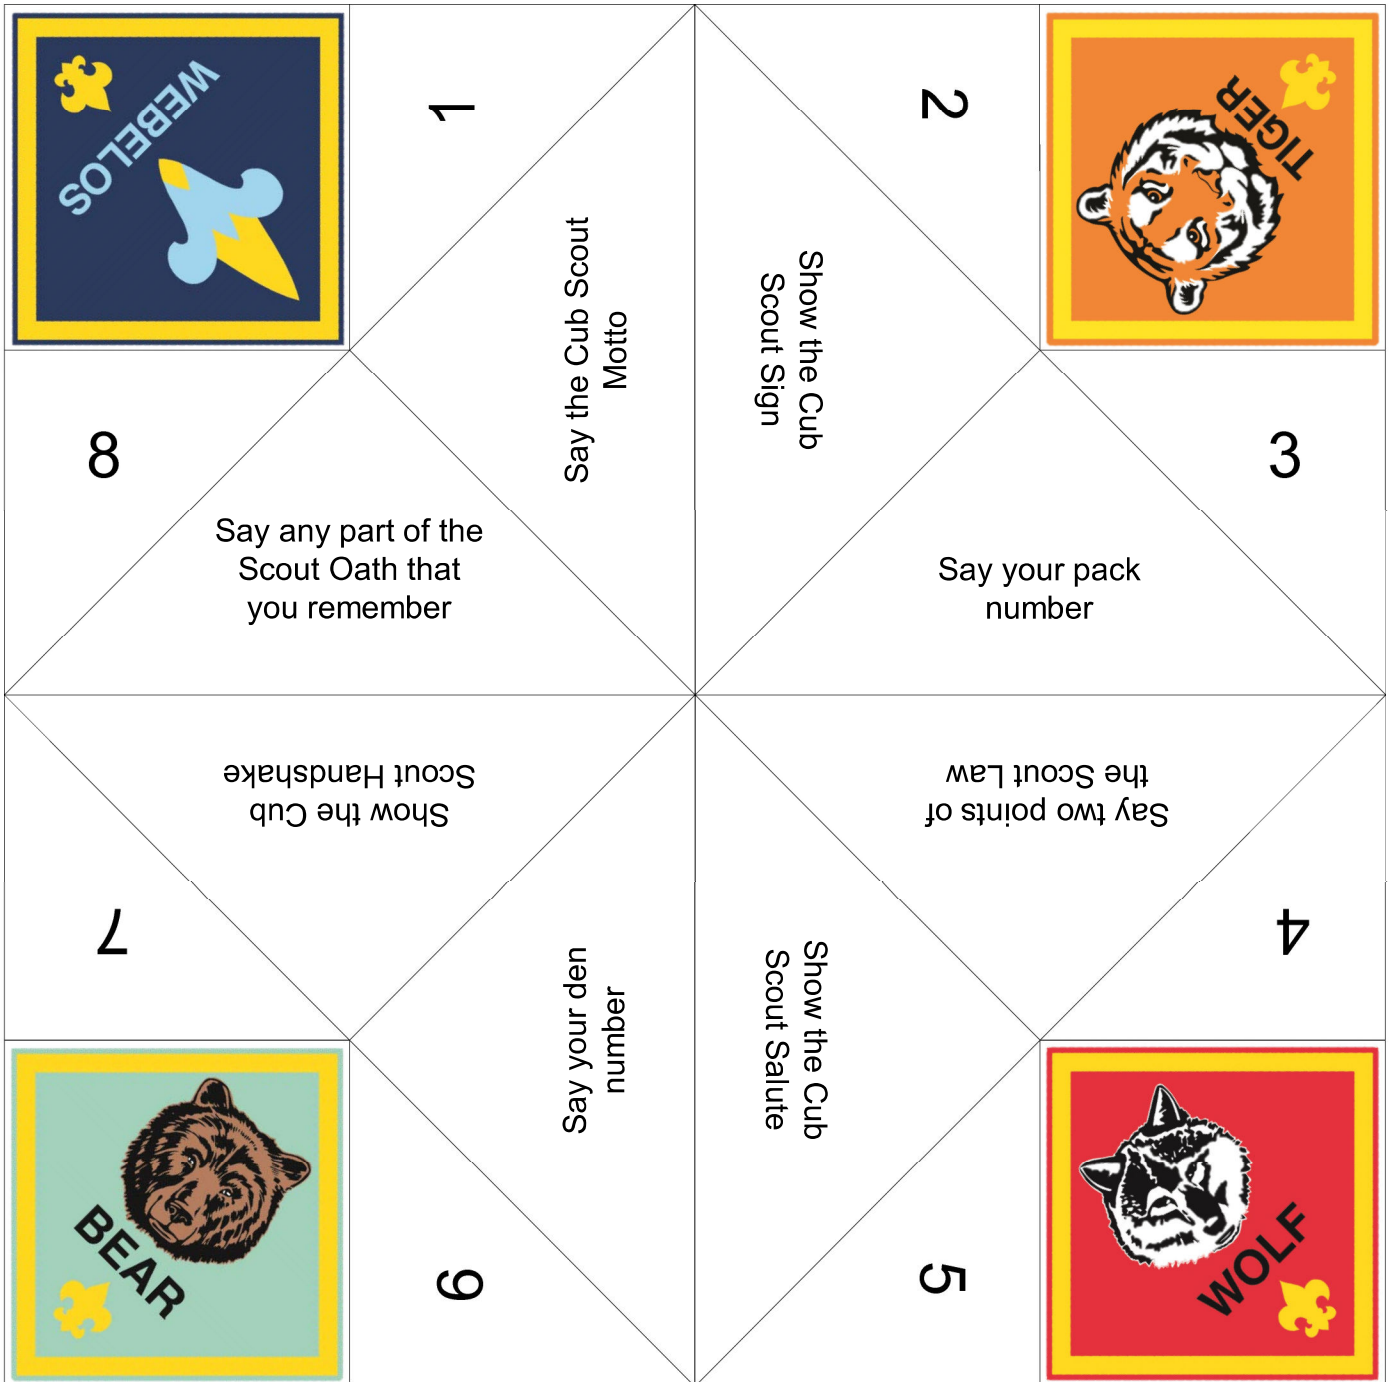 WEBELOS
1
2
TIGER
Say the Cub Scout
Motto
Show the Cub
Scout Sign
8
3
Say any part of the
Scout Oath that
you remember
Say your pack
number
Show the Cub
Scout Handshake
Say two points of
the Scout Law
7
4
Say your den
number
Show the Cub
Scout Salute
BEAR
6
5
WOLF